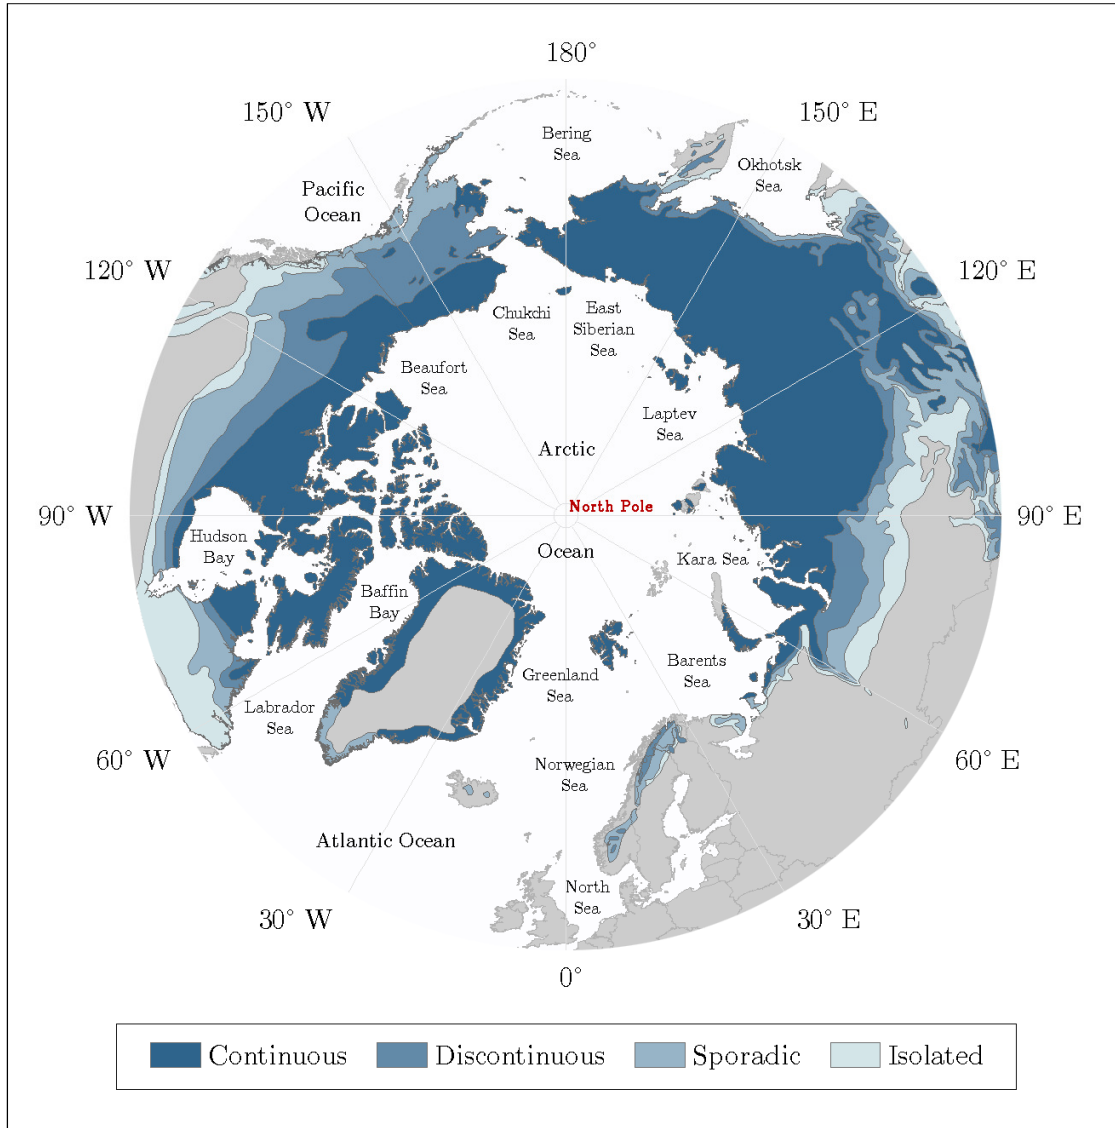 180°
150° W
150° E
Bering
Sea
Okhotsk
Sea
Pacific
Ocean
120° W
120° E
Chukchi
Sea
East
Siberian
Sea
Beaufort
Sea
Laptev
Sea
Arctic
North Pole
90° W
90° E
Hudson
Bay
Ocean
Kara Sea
Baffin
Bay
Greenland
Sea
Barents
Sea
Labrador
Sea
60° W
60° E
Norwegian
Sea
Atlantic Ocean
North
Sea
30° W
30° E
0°
Continuous
Discontinuous
Sporadic
Isolated